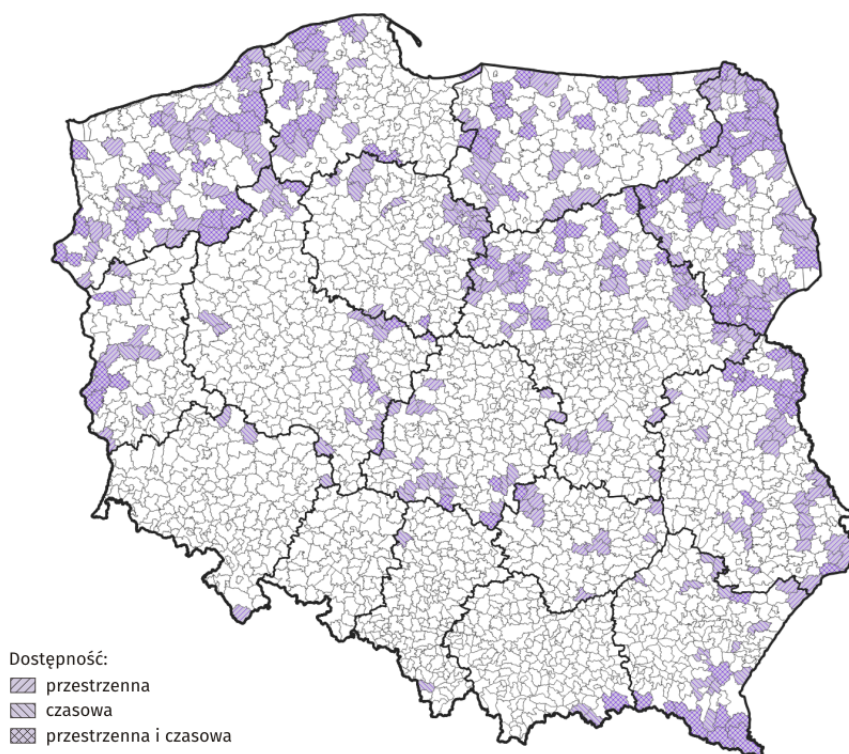 Dostępność:
przestrzenna
czasowa
przestrzenna i czasowa